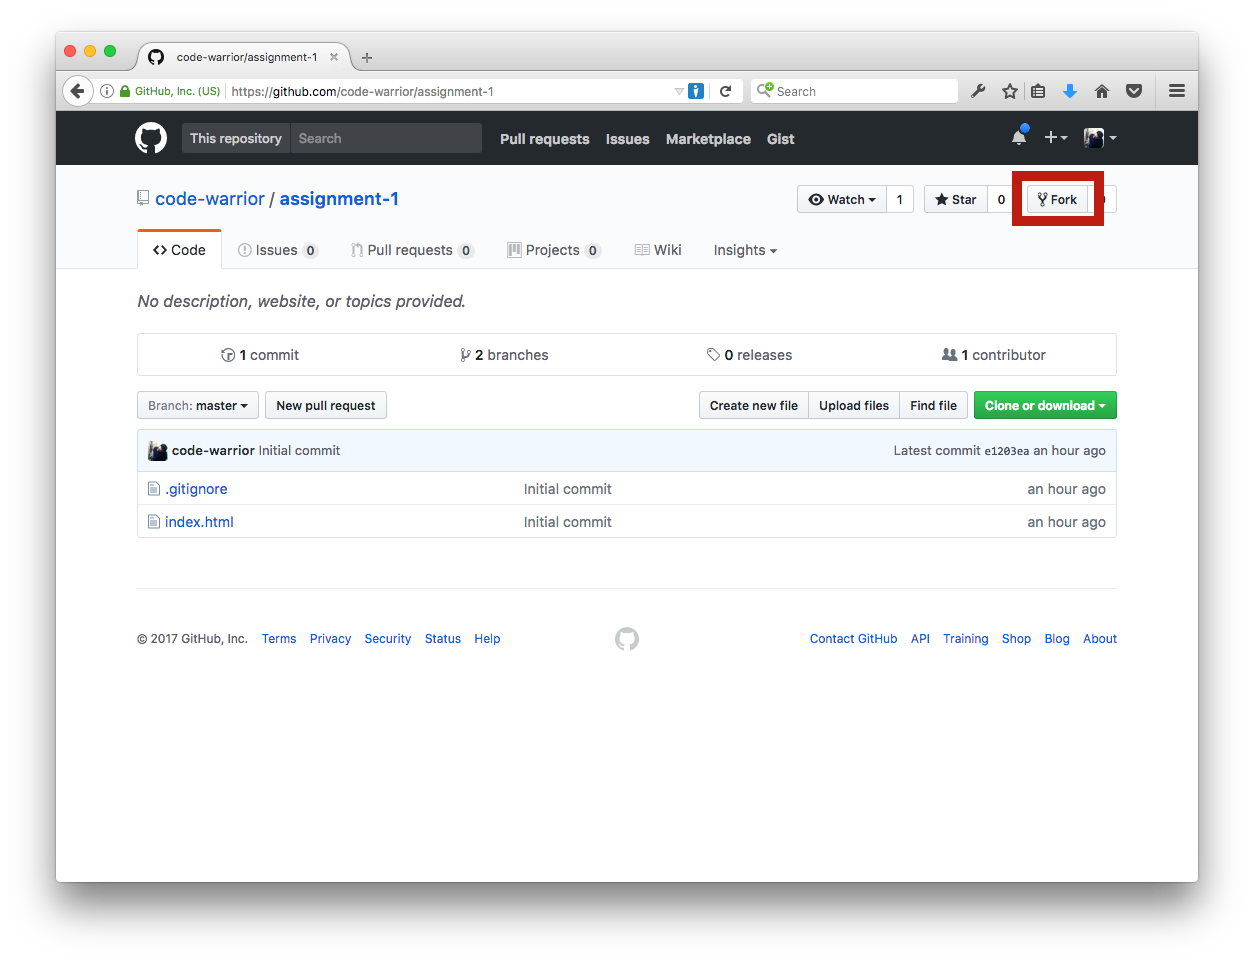 code-warrior/assignment-1
GitHub, Inc. (US) https://github.com/code-warrior/assignment-1 Search
This repository Search Pull requests Issues Marketplace Gist
code-warrior / assignment-1 Watch 1 Star 0 Fork
Code Issues 0 Pull requests 0 Projects 0 Wiki Insights
No description, website, or topics provided.
1 commit 2 branches 0 releases 1 contributor
Branch: master New pull request Create new file Upload files Find file Clone or download
code-warrior Initial commit Latest commit e1203ea an hour ago
.gitignore Initial commit an hour ago
index.html Initial commit an hour ago
© 2017 GitHub, Inc. Terms Privacy Security Status Help Contact GitHub API Training Shop Blog About